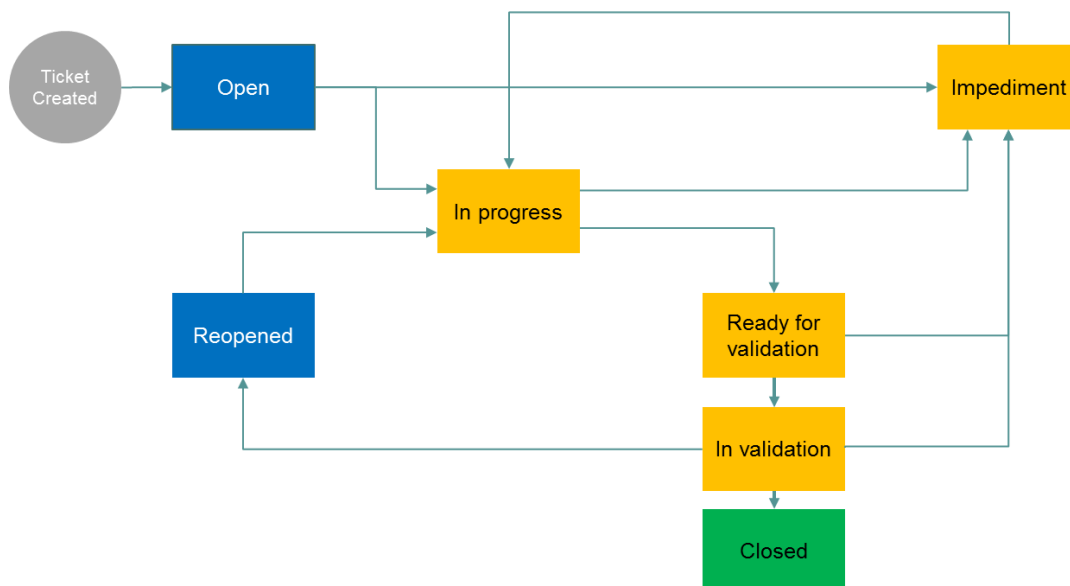 Ticket
Created
Open
Impediment
In progress
Reopened
Ready for
validation
In validation
Closed